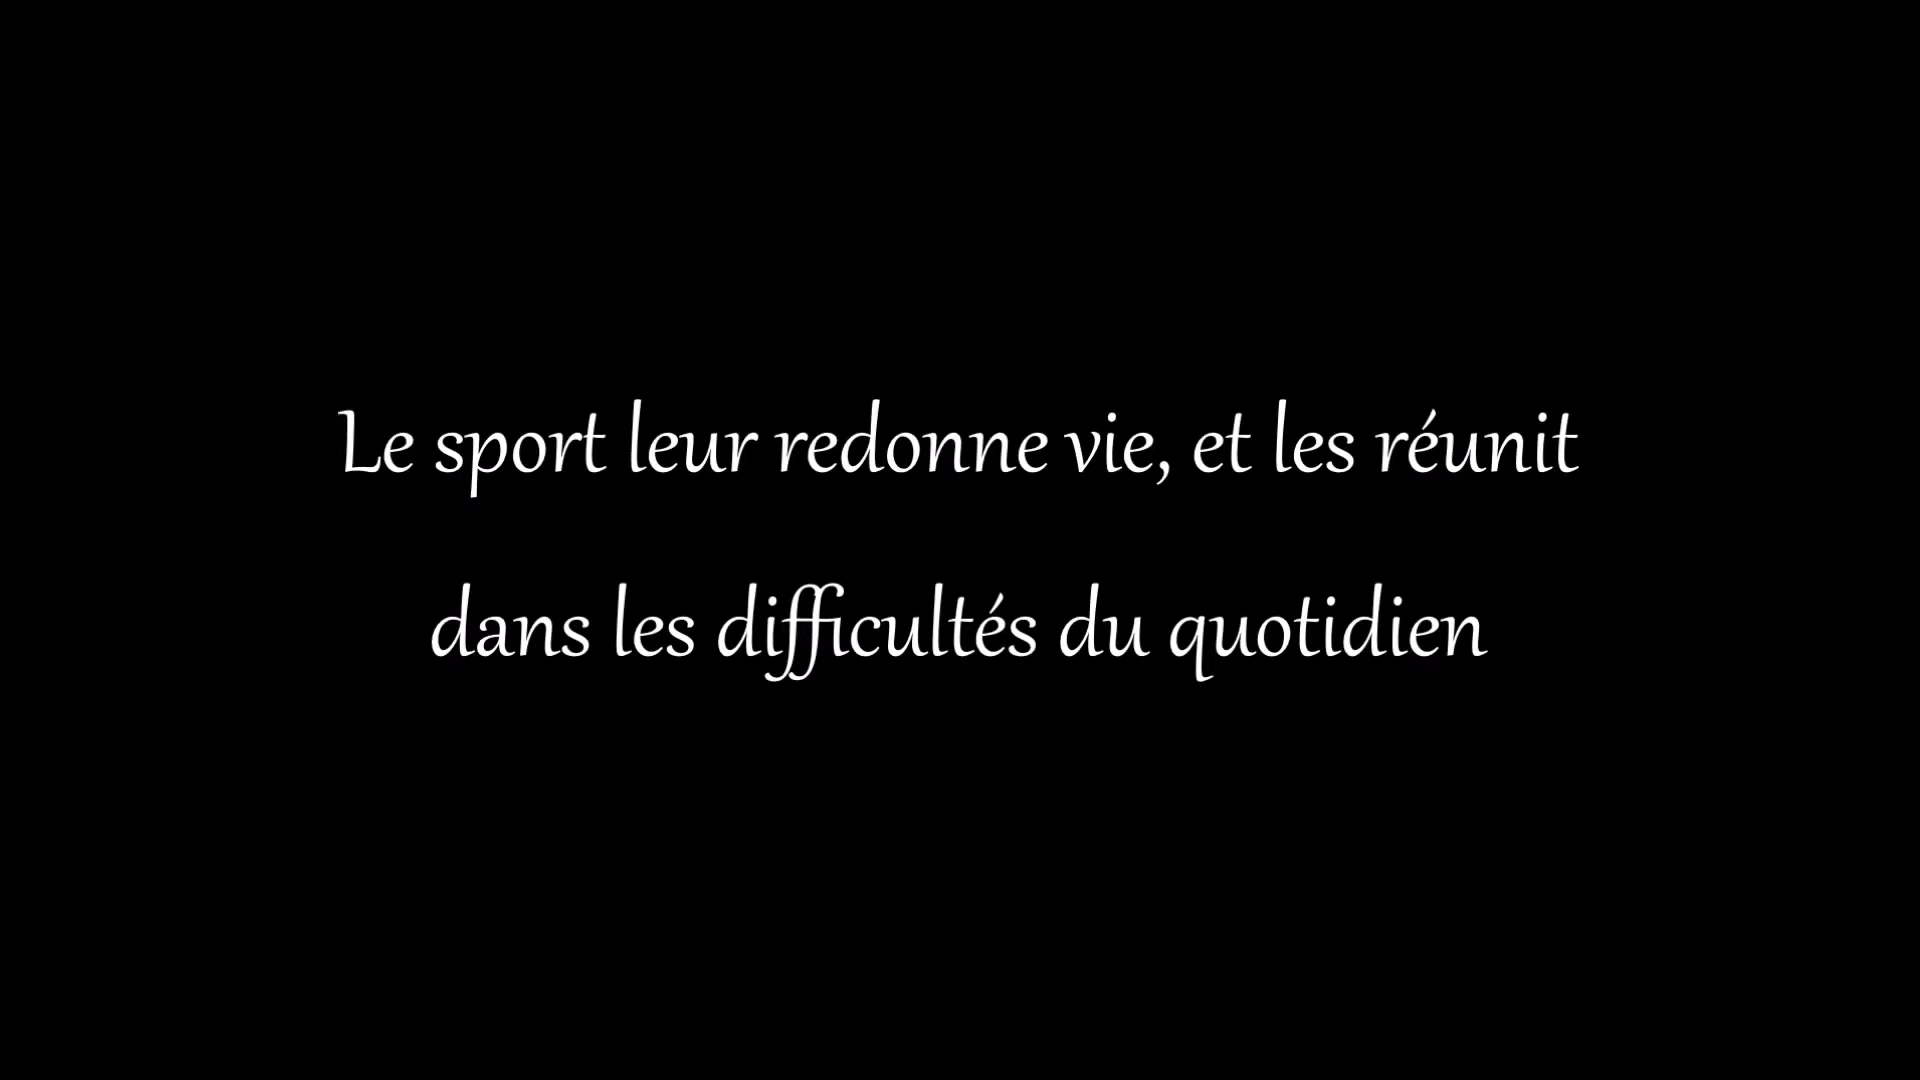 Le sport leur redonne vie, et les réunit
dans les difficultés du quotidien